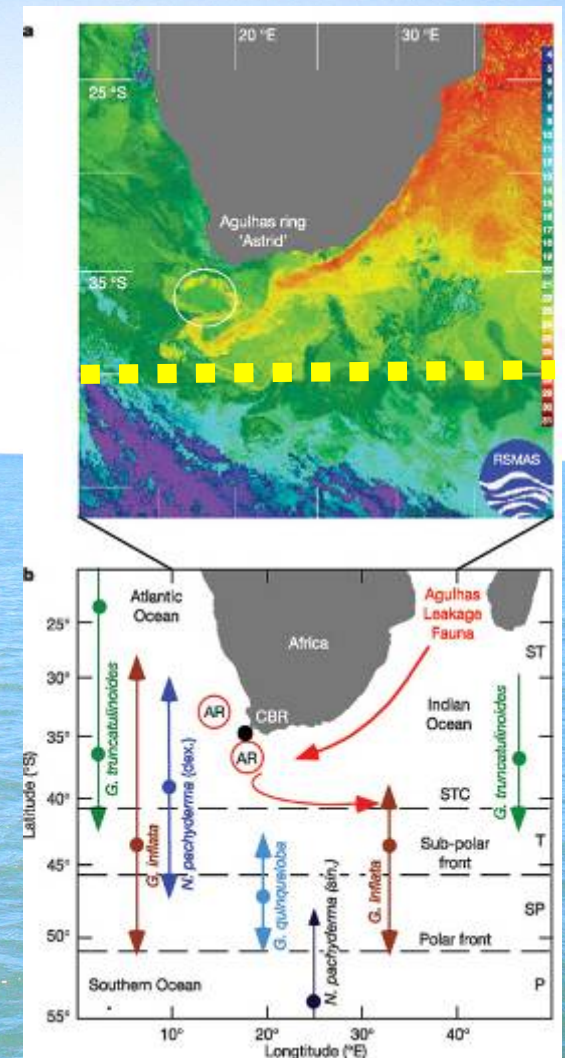 a
20 °E
30 °E
25 °S
Agulhas ring
'Astrid'
35 °S
RSMAS
b
Atlantic
Ocean
Agulhas
Leakage
Fauna
Africa
ST
Indian
Ocean
CBR
AR
AR
STC
Sub-polar
front
T
SP
Polar front
Southern Ocean
P
G. truncatulinoides
G. inflata
N. pachyderma (dex.)
G. quinqueloba
N. pachyderma (sin.)
G. inflata
G. truncatulinoides
25°
30°
35°
40°
45°
50°
55°
Latitude (°S)
10°
20°
30°
40°
Longtitude (°E)